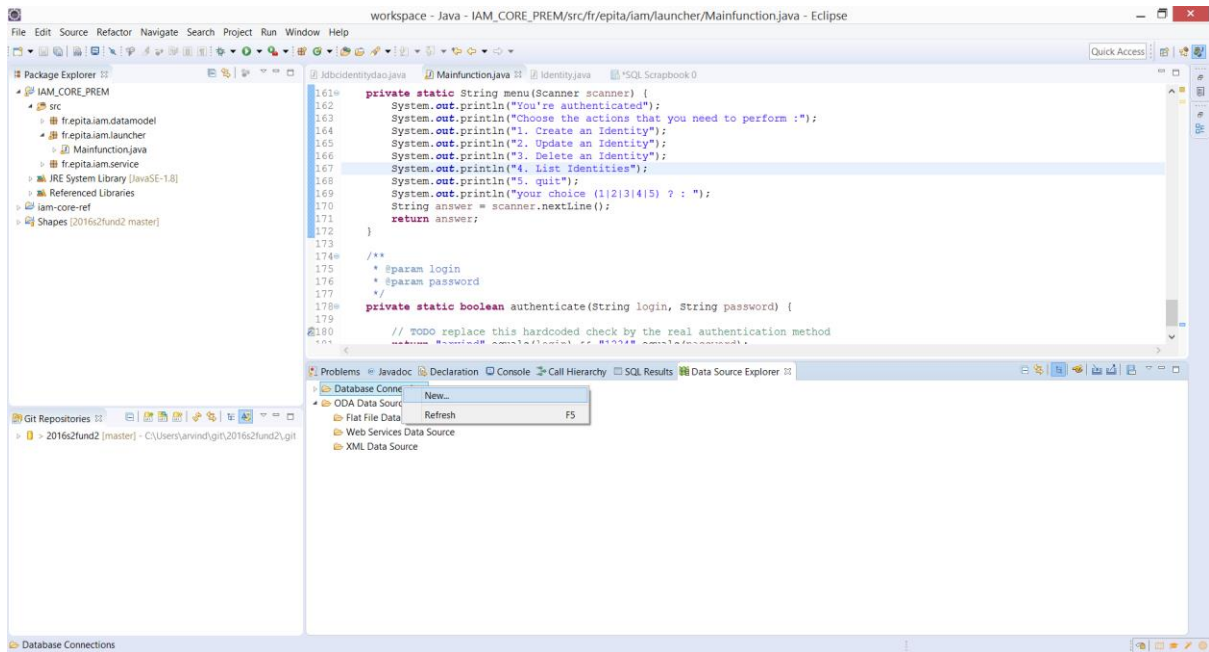 workspace - Java - IAM_CORE_PREM/src/fr/epita/iam/launcher/Mainfunction.java - Eclipse
File Edit Source Refactor Navigate Search Project Run Window Help
Quick Access
Package Explorer
IAM_CORE_PREM
src
fr.epita.iam.datamodel
fr.epita.iam.launcher
Mainfunction.java
fr.epita.iam.service
JRE System Library [JavaSE-1.8]
Referenced Libraries
iam-core-ref
Shapes [2016s2fund2 master]
Jdbcidentitydao.java Mainfunction.java Identity.java *SQL Scrapbook 0
161 private static String menu(Scanner scanner) {
162 System.out.println("You're authenticated");
163 System.out.println("Choose the actions that you need to perform :");
164 System.out.println("1. Create an Identity");
165 System.out.println("2. Update an Identity");
166 System.out.println("3. Delete an Identity");
167 System.out.println("4. List Identities");
168 System.out.println("5. quit");
169 System.out.println("your choice (1|2|3|4|5) ? : ");
170 String answer = scanner.nextLine();
171 return answer;
172 }
173
174 /**
175 * @param login
176 * @param password
177 */
178 private static boolean authenticate(String login, String password) {
179
180 // TODO replace this hardcoded check by the real authentication method
Problems Javadoc Declaration Console Call Hierarchy SQL Results Data Source Explorer
Database Conne
New...
Refresh F5
ODA Data Sourc
Flat File Data
Web Services Data Source
XML Data Source
Git Repositories
> 2016s2fund2 [master] - C:\Users\arvind\git\2016s2fund2\.git
Database Connections